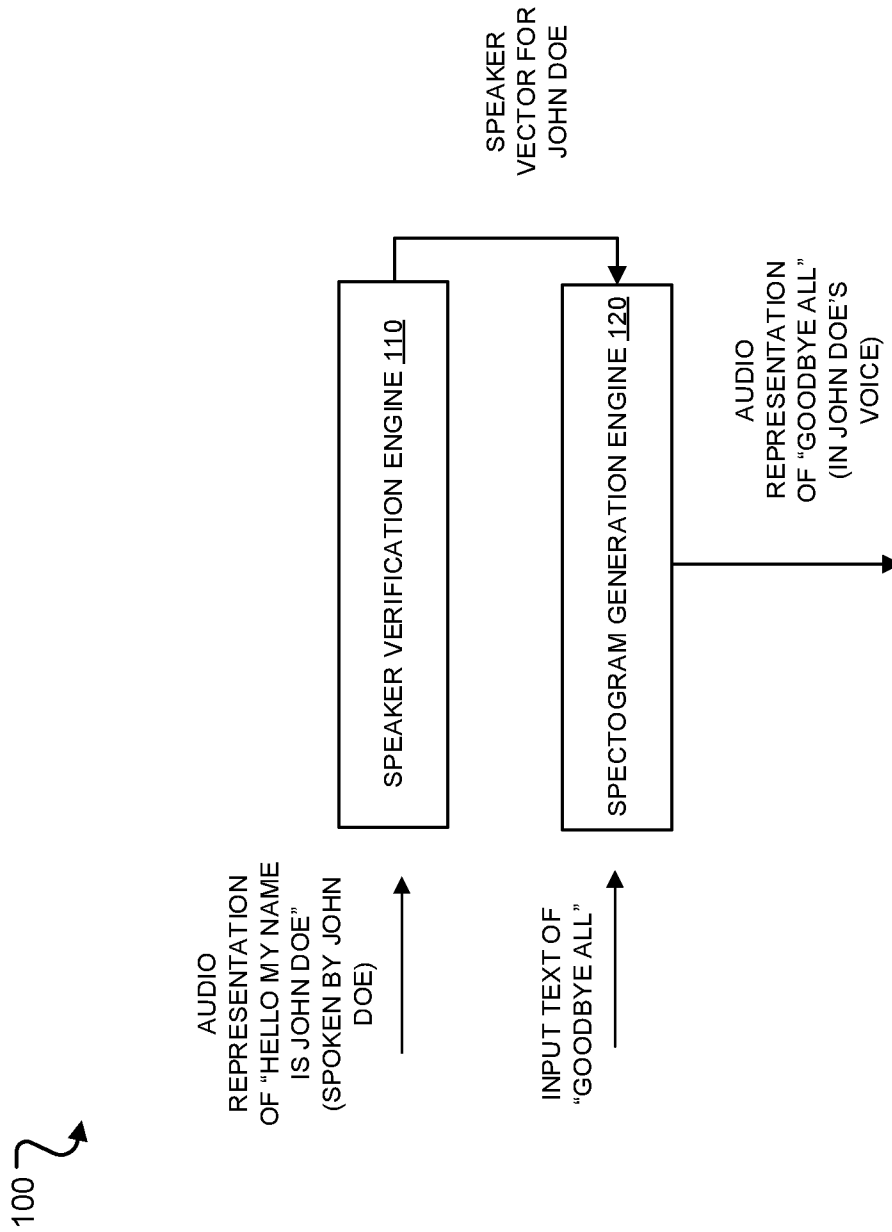 100
AUDIO
REPRESENTATION
OF “HELLO MY NAME
IS JOHN DOE”
(SPOKEN BY JOHN
DOE)
SPEAKER VERIFICATION ENGINE 110
SPEAKER
VECTOR FOR
JOHN DOE
INPUT TEXT OF
“GOODBYE ALL”
SPECTOGRAM GENERATION ENGINE 120
AUDIO
REPRESENTATION
OF “GOODBYE ALL”
(IN JOHN DOE’S
VOICE)